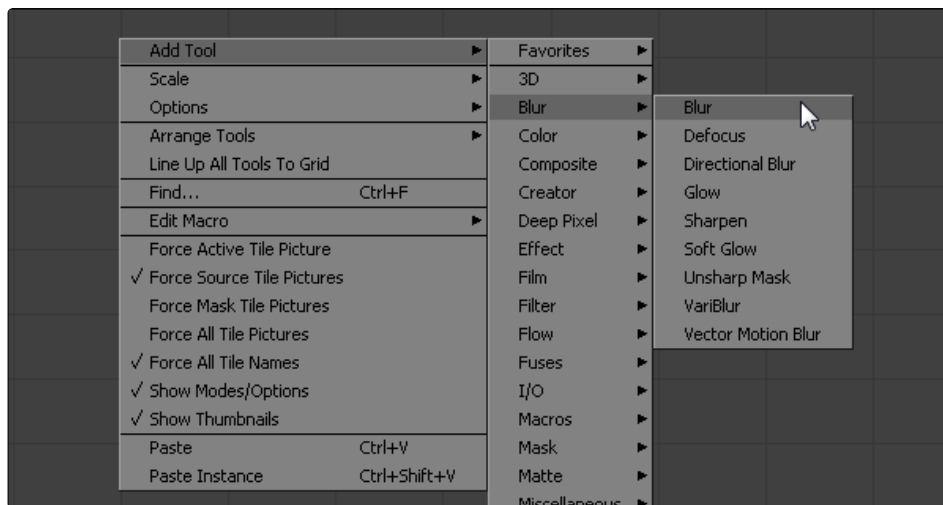 Add Tool
Scale
Options
Arrange Tools
Line Up All Tools To Grid
Find... Ctrl+F
Edit Macro
Force Active Tile Picture
✓ Force Source Tile Pictures
Force Mask Tile Pictures
Force All Tile Pictures
✓ Force All Tile Names
✓ Show Modes/Options
✓ Show Thumbnails
Paste Ctrl+V
Paste Instance Ctrl+Shift+V
Favorites
3D
Blur
Color
Composite
Creator
Deep Pixel
Effect
Film
Filter
Flow
Fuses
I/O
Macros
Mask
Matte
Miscellaneous
Blur
Defocus
Directional Blur
Glow
Sharpen
Soft Glow
Unsharp Mask
VariBlur
Vector Motion Blur